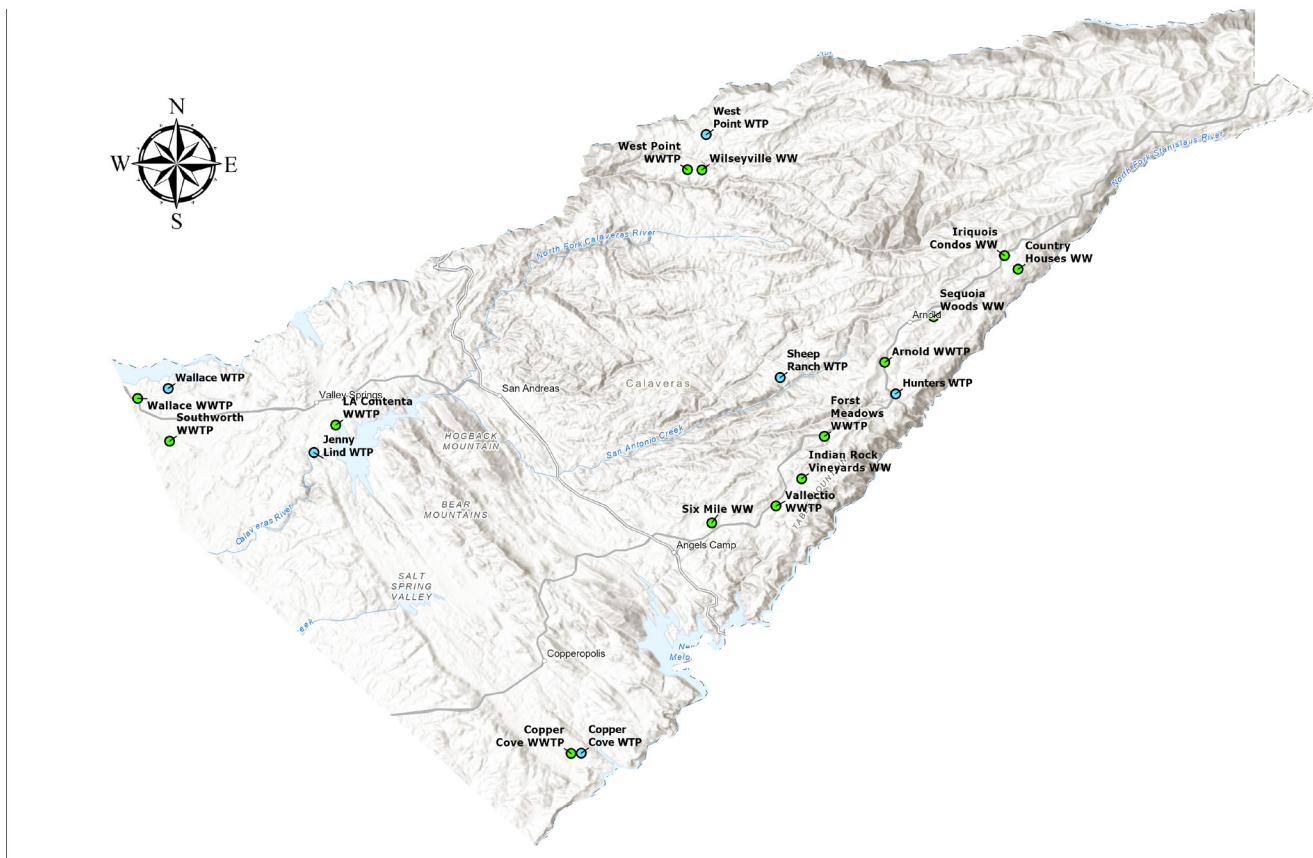 N
W
E
S
West
Point WTP
West Point
WWTP
Wilseyville WW
North Fork Stanislaus River
North Fork Calaveras River
Iriquois
Condos WW
Country
Houses WW
Sequoia
Woods WW
Arnold
Arnold WWTP
Sheep
Ranch WTP
Hunters WTP
Calaveras
Wallace WTP
Wallace WWTP
Southworth
WWTP
Valley Springs
LA Contenta
WWTP
Jenny
Lind WTP
San Andreas
HOGBACK
MOUNTAIN
San Antonio Creek
Forst
Meadows
WWTP
Indian Rock
Vineyards WW
Vallectio
WWTP
Six Mile WW
BEAR
MOUNTAINS
Calaveras River
Angels Camp
SALT
SPRING
VALLEY
Copperopolis
Copper
Cove WWTP
Copper
Cove WTP